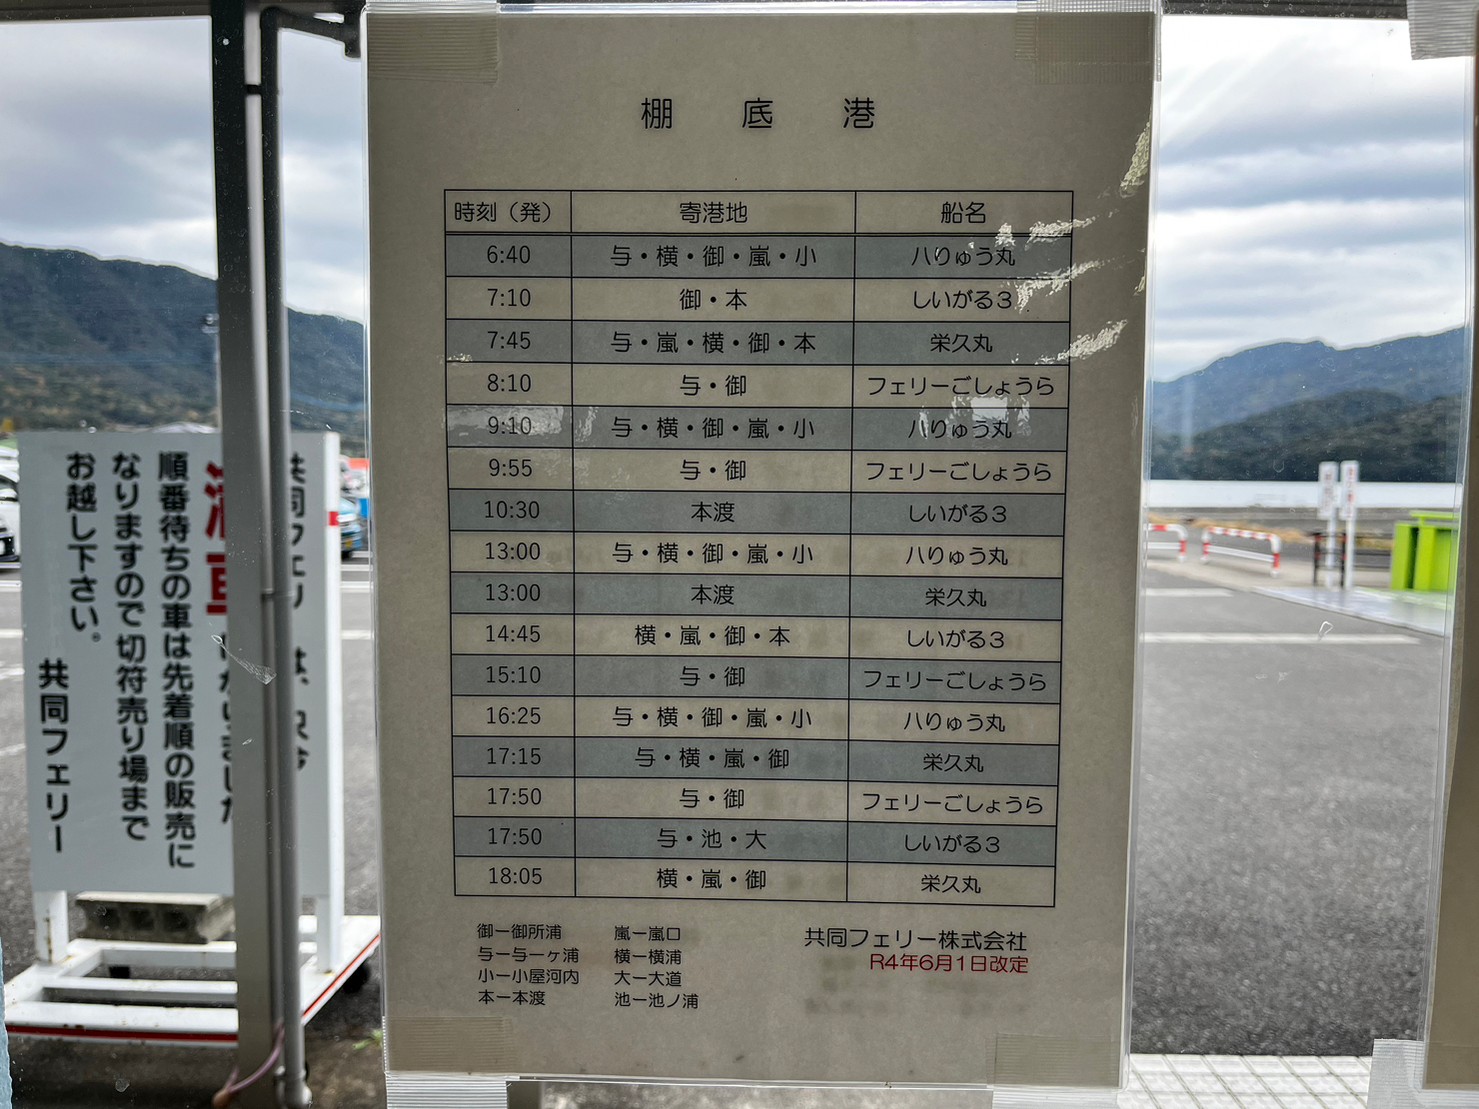 棚底港
時刻（発） 寄港地 船名
6:40 与・横・御・嵐・小 八りゅう丸
7:10 御・本 しいがる３
7:45 与・嵐・横・御・本 栄久丸
8:10 与・御 フェリーごしょうら
9:10 与・横・御・嵐・小 八りゅう丸
9:55 与・御 フェリーごしょうら
10:30 本渡 しいがる３
13:00 与・横・御・嵐・小 八りゅう丸
13:00 本渡 栄久丸
14:45 横・嵐・御・本 しいがる３
15:10 与・御 フェリーごしょうら
16:25 与・横・御・嵐・小 八りゅう丸
17:15 与・横・嵐・御 栄久丸
17:50 与・御 フェリーごしょうら
17:50 与・池・大 しいがる３
18:05 横・嵐・御 栄久丸
御ー御所浦 嵐ー嵐口
与ー与一ヶ浦 横ー横浦
小ー小屋河内 大ー大道
本ー本渡 池ー池ノ浦
共同フェリー株式会社
R4年6月1日改定
共同フェリー
満車
順番待ちの車は先着順の販売に
なりますので切符売り場まで
お越し下さい。
共同フェリー